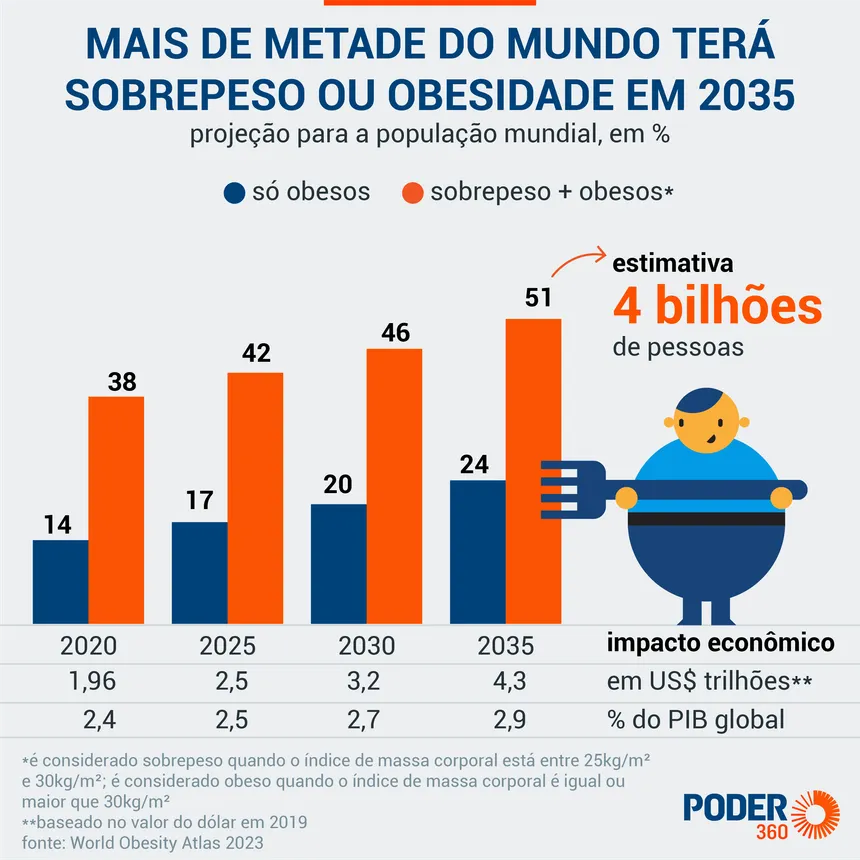 MAIS DE METADE DO MUNDO TERÁ
SOBREPESO OU OBESIDADE EM 2035
projeção para a população mundial, em %
só obesos sobrepeso + obesos*
estimativa
4 bilhões
de pessoas
14 38 17 42 20 46 24 51
2020 2025 2030 2035 impacto econômico
1,96 2,5 3,2 4,3 em US$ trilhões**
2,4 2,5 2,7 2,9 % do PIB global
*é considerado sobrepeso quando o índice de massa corporal está entre 25kg/m²
e 30kg/m²; é considerado obeso quando o índice de massa corporal é igual ou
maior que 30kg/m²
**baseado no valor do dólar em 2019
fonte: World Obesity Atlas 2023
PODER
360